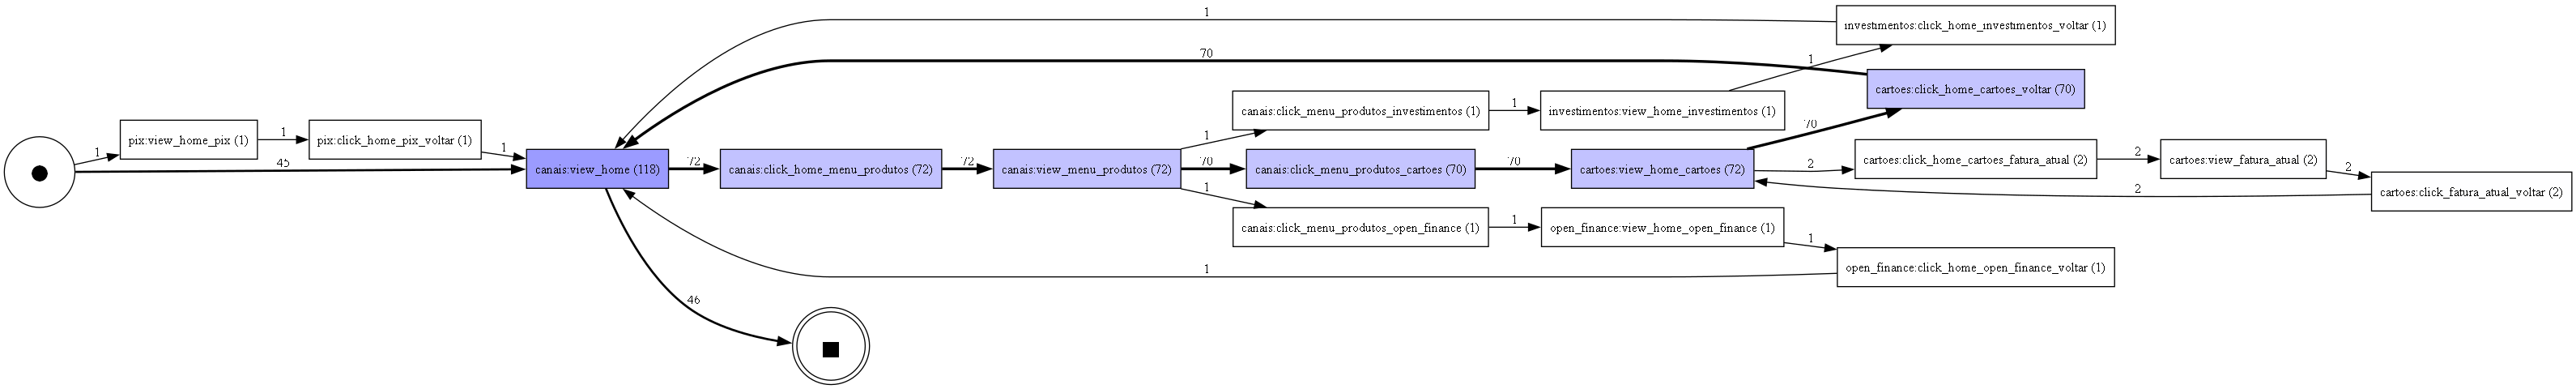 1
investimentos:click_home_investimentos_voltar (1)
70
1
cartoes:click_home_cartoes_voltar (70)
canais:click_menu_produtos_investimentos (1)
1
investimentos:view_home_investimentos (1)
70
1
pix:view_home_pix (1)
1
pix:click_home_pix_voltar (1)
1
45
canais:view_home (118)
72
canais:click_home_menu_produtos (72)
72
canais:view_menu_produtos (72)
1
70
1
canais:click_menu_produtos_cartoes (70)
70
cartoes:view_home_cartoes (72)
2
cartoes:click_home_cartoes_fatura_atual (2)
2
cartoes:view_fatura_atual (2)
2
cartoes:click_fatura_atual_voltar (2)
2
canais:click_menu_produtos_open_finance (1)
1
open_finance:view_home_open_finance (1)
1
open_finance:click_home_open_finance_voltar (1)
1
46